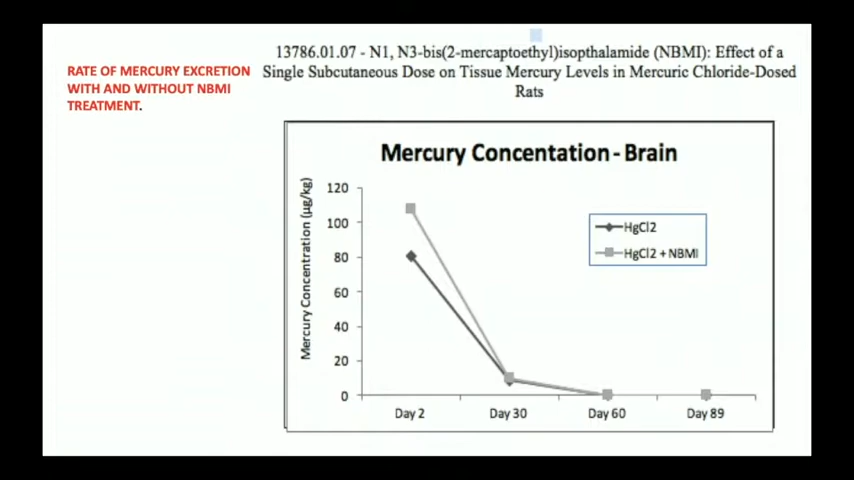 13786.01.07 - N1, N3-bis(2-mercaptoethyl)isopthalamide (NBMI): Effect of a
Single Subcutaneous Dose on Tissue Mercury Levels in Mercuric Chloride-Dosed
Rats
RATE OF MERCURY EXCRETION
WITH AND WITHOUT NBMI
TREATMENT.
Mercury Concentation - Brain
Mercury Concentration (µg/kg)
120
100
80
60
40
20
0
HgCl2
HgCl2 + NBMI
Day 2 Day 30 Day 60 Day 89